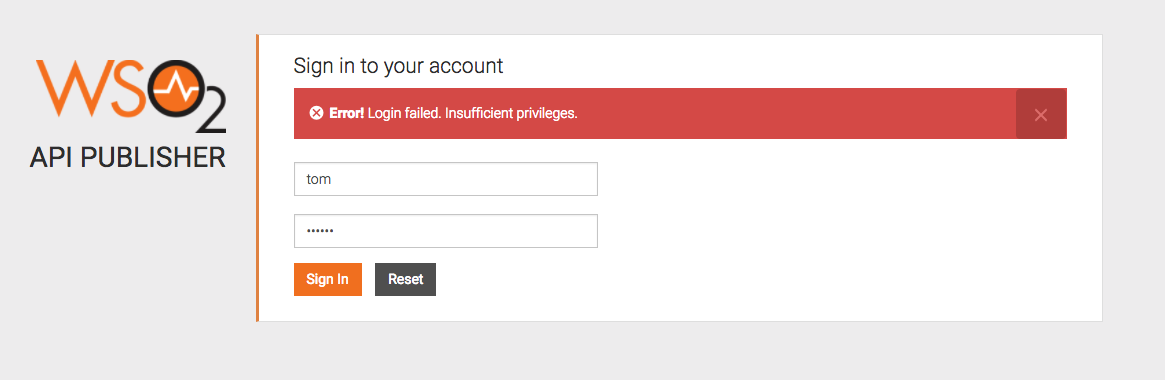 WSO2
API PUBLISHER
Sign in to your account
Error! Login failed. Insufficient privileges.
tom
••••••
Sign In
Reset